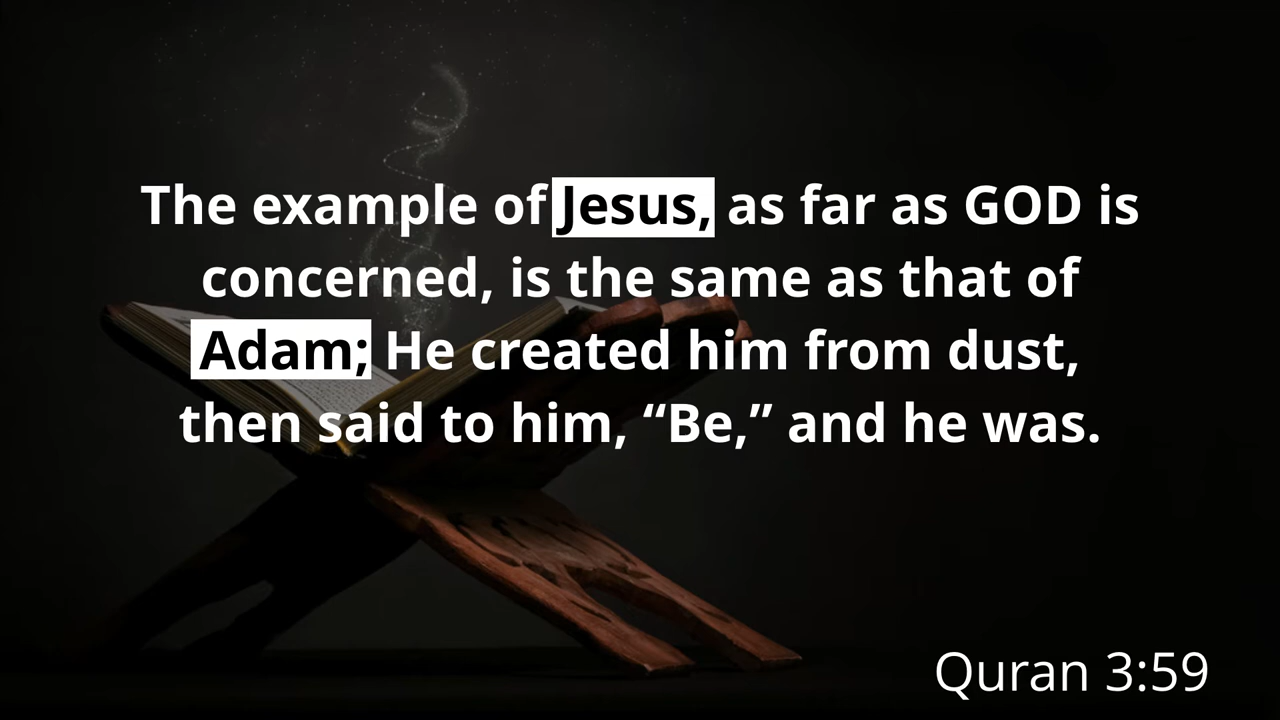 The example of Jesus, as far as GOD is
concerned, is the same as that of
Adam; He created him from dust,
then said to him, “Be,” and he was.
Quran 3:59